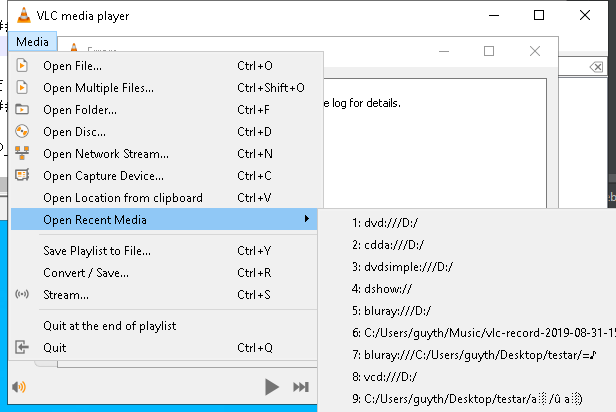 VLC media player
Media
Open File... Ctrl+O
Open Multiple Files... Ctrl+Shift+O
e log for details.
Open Folder... Ctrl+F
Open Disc... Ctrl+D
Open Network Stream... Ctrl+N
Open Capture Device... Ctrl+C
Open Location from clipboard Ctrl+V
Open Recent Media
1: dvd:///D:/
2: cdda:///D:/
3: dvdsimple:///D:/
4: dshow://
5: bluray:///D:/
6: C:/Users/guyth/Music/vlc-record-2019-08-31-15
7: bluray:///C:/Users/guyth/Desktop/testar/=♪
8: vcd:///D:/
9: C:/Users/guyth/Desktop/testar/a░/û a░)
Save Playlist to File... Ctrl+Y
Convert / Save... Ctrl+R
Stream... Ctrl+S
Quit at the end of playlist
Quit Ctrl+Q